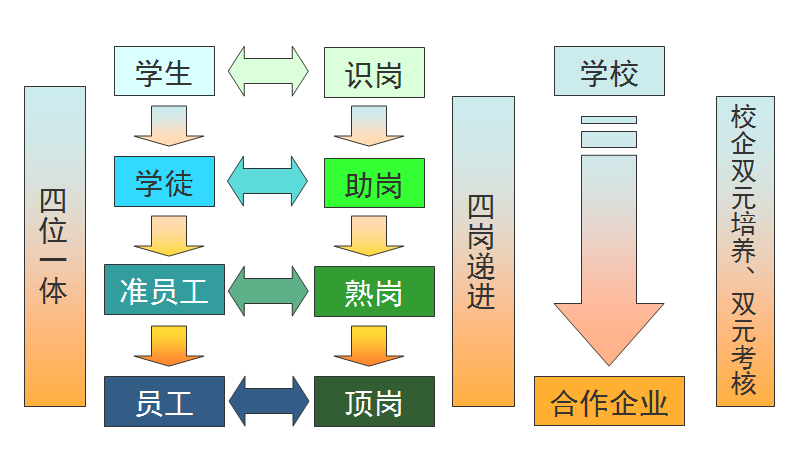 四位一体
学生
识岗
学徒
助岗
准员工
熟岗
员工
顶岗
四岗递进
学校
合作企业
校企双元培养、双元考核